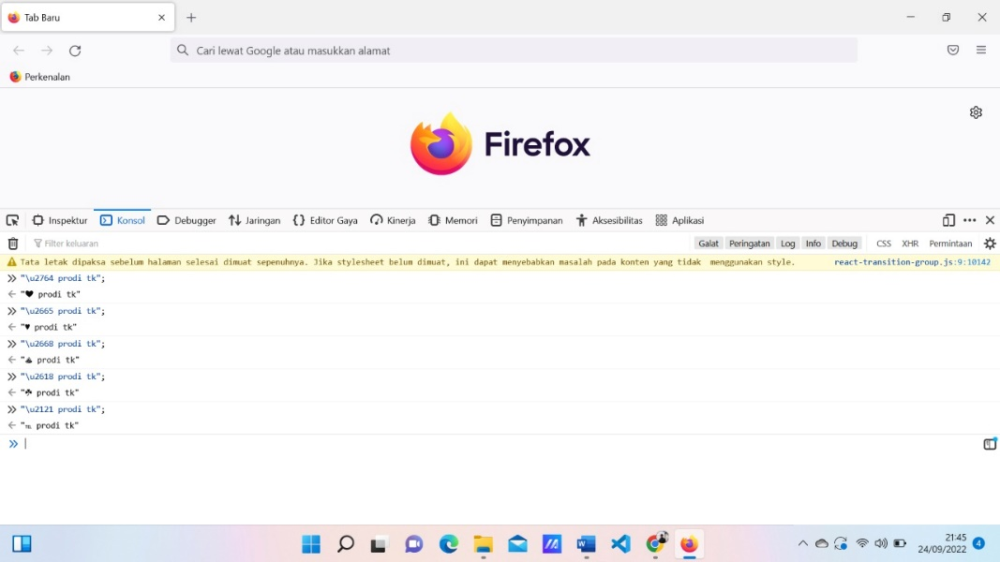 Tab Baru
Cari lewat Google atau masukkan alamat
Perkenalan
Firefox
Inspektur Konsol Debugger Jaringan Editor Gaya Kinerja Memori Penyimpanan Aksesibilitas Aplikasi
Filter keluaran Galat Peringatan Log Info Debug CSS XHR Permintaan
Tata letak dipaksa sebelum halaman selesai dimuat sepenuhnya. Jika stylesheet belum dimuat, ini dapat menyebabkan masalah pada konten yang tidak menggunakan style. react-transition-group.js:9:10142
"\u2764 prodi tk";
"❤ prodi tk"
"\u2665 prodi tk";
"♥ prodi tk"
"\u2668 prodi tk";
"♨ prodi tk"
"\u2618 prodi tk";
"☘ prodi tk"
"\u2121 prodi tk";
"℡ prodi tk"
21:45
24/09/2022 4